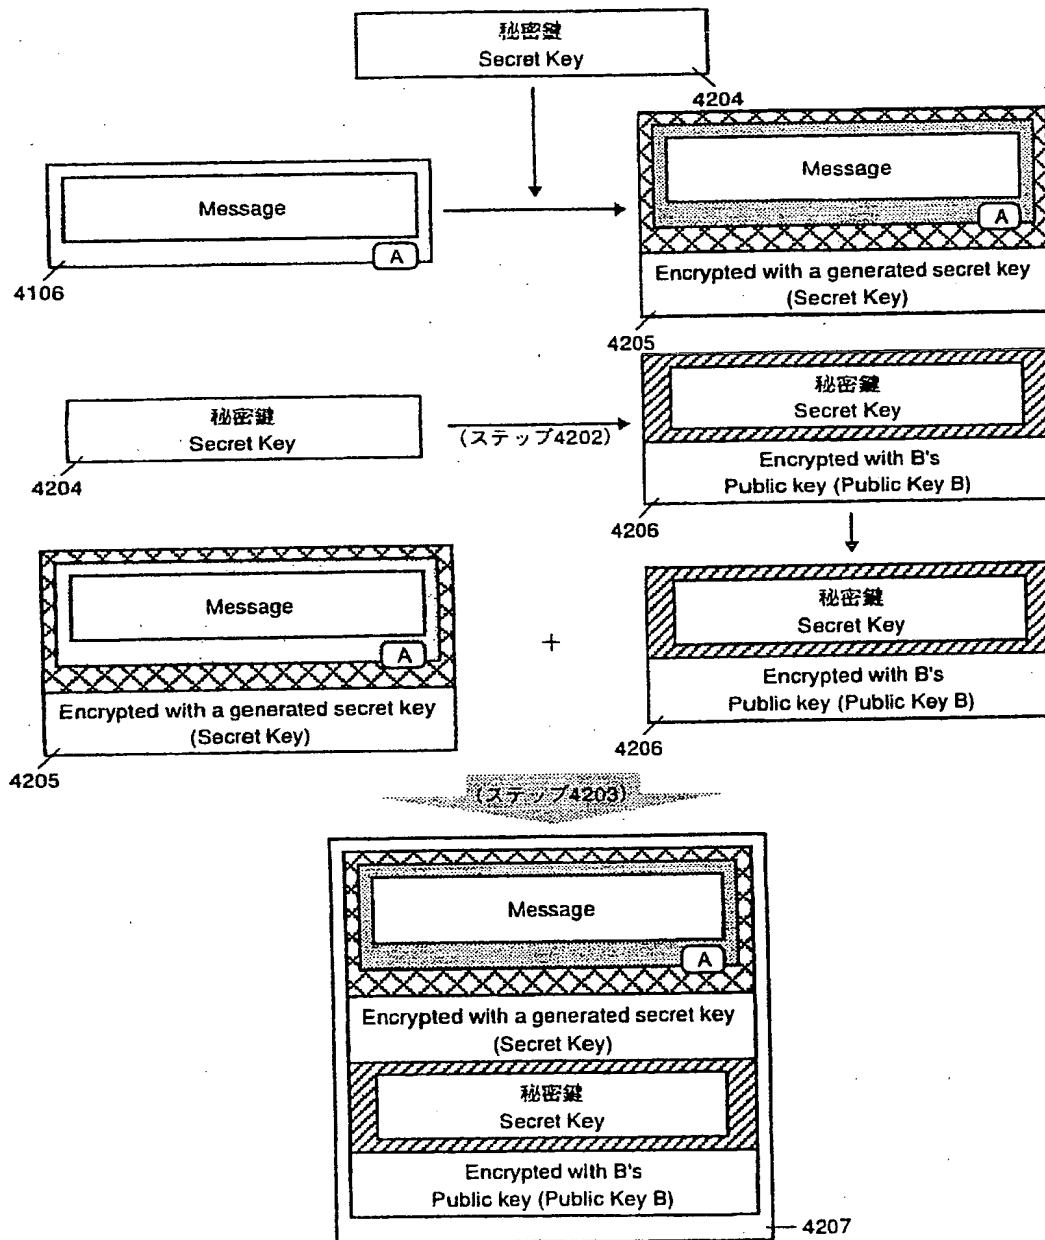 秘密鍵
Secret Key
4204
Message
A
4106
Message
A
Encrypted with a generated secret key
(Secret Key)
4205
秘密鍵
Secret Key
4204
(ステップ4202)
秘密鍵
Secret Key
Encrypted with B's
Public key (Public Key B)
4206
Message
A
Encrypted with a generated secret key
(Secret Key)
4205
+
秘密鍵
Secret Key
Encrypted with B's
Public key (Public Key B)
4206
(ステップ4203)
Message
A
Encrypted with a generated secret key
(Secret Key)
秘密鍵
Secret Key
Encrypted with B's
Public key (Public Key B)
4207